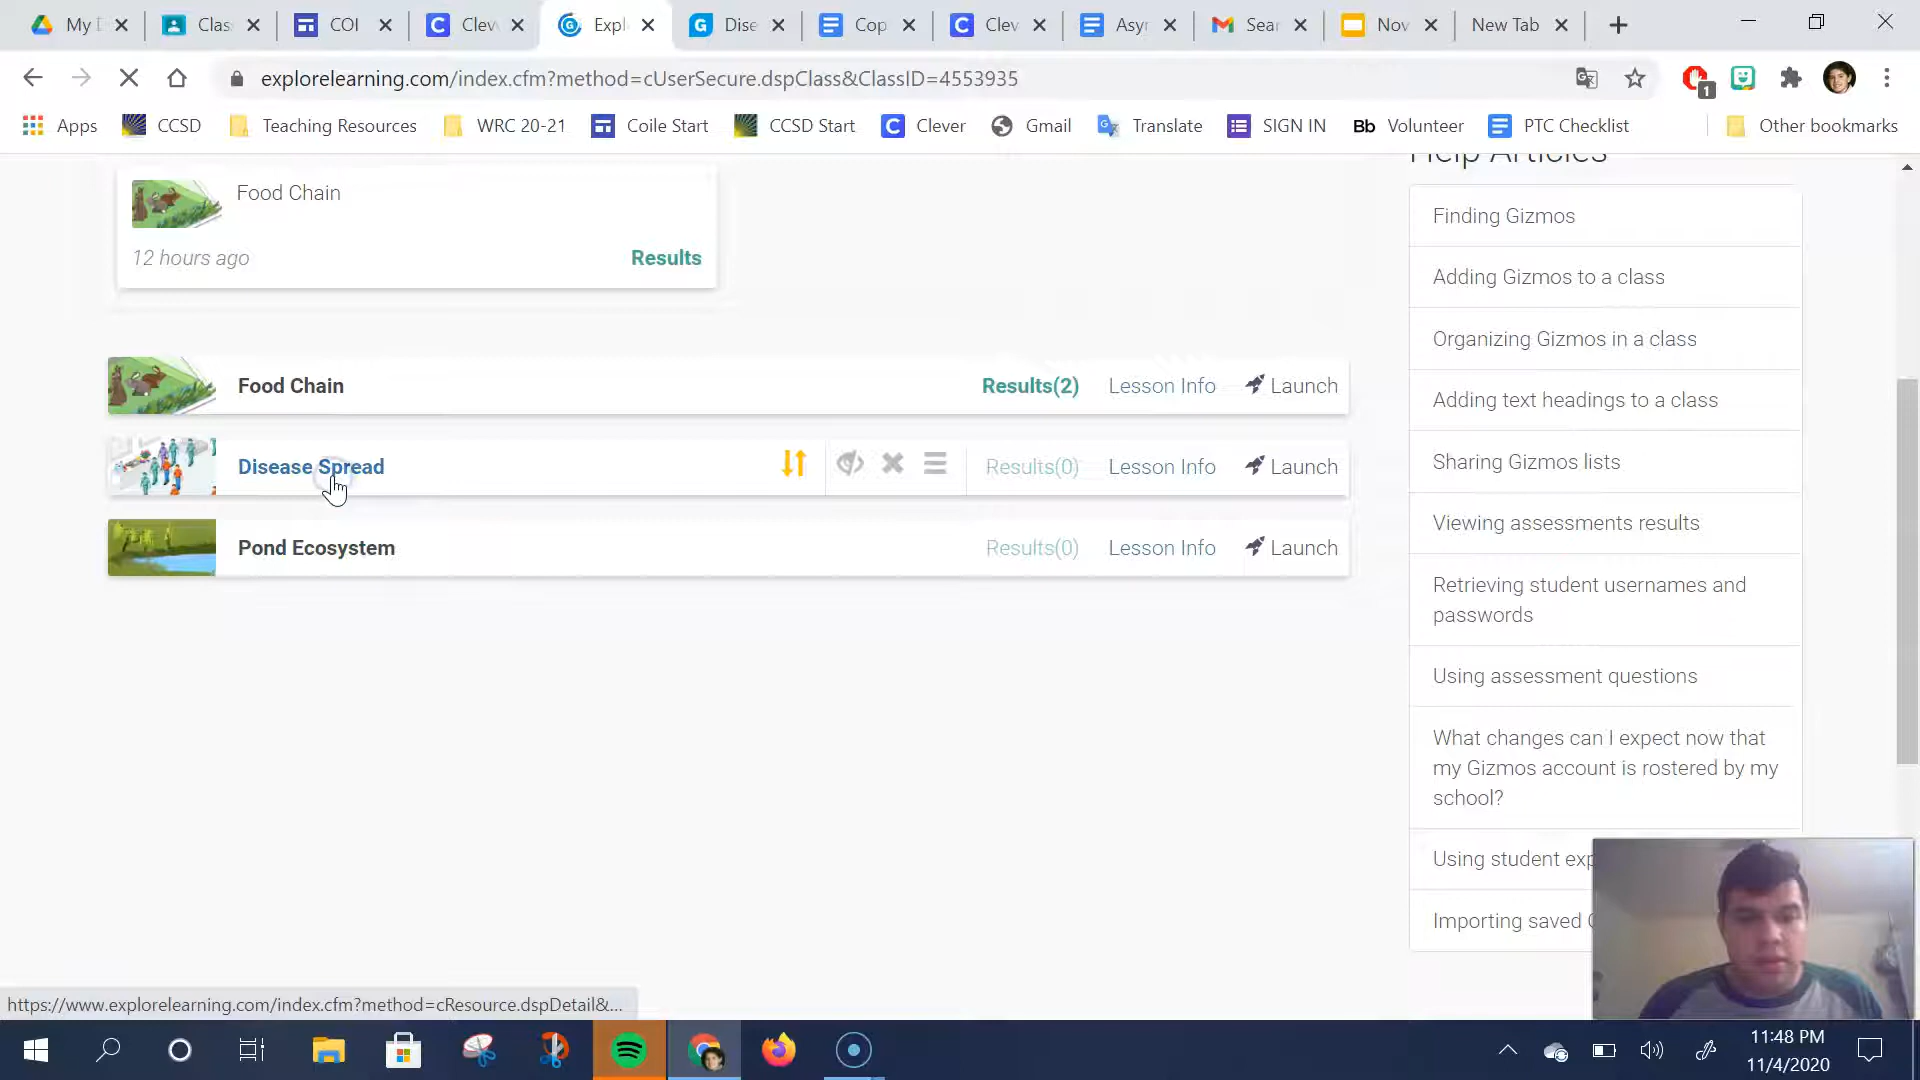 My D
Clas
COI
Clev
Expl
Dise
Cop
Clev
Asyn
Sear
Nov
New Tab
explorelearning.com/index.cfm?method=cUserSecure.dspClass&ClassID=4553935
1
Apps
CCSD
Teaching Resources
WRC 20-21
Coile Start
CCSD Start
Clever
Gmail
Translate
SIGN IN
Bb Volunteer
PTC Checklist
Other bookmarks
Food Chain
12 hours ago
Results
Food Chain
Results(2)
Lesson Info
Launch
Disease Spread
Results(0)
Lesson Info
Launch
Pond Ecosystem
Results(0)
Lesson Info
Launch
Help Articles
Finding Gizmos
Adding Gizmos to a class
Organizing Gizmos in a class
Adding text headings to a class
Sharing Gizmos lists
Viewing assessments results
Retrieving student usernames and
passwords
Using assessment questions
What changes can I expect now that
my Gizmos account is rostered by my
school?
Using student exp
Importing saved
https://www.explorelearning.com/index.cfm?method=cResource.dspDetail&...
11:48 PM
11/4/2020